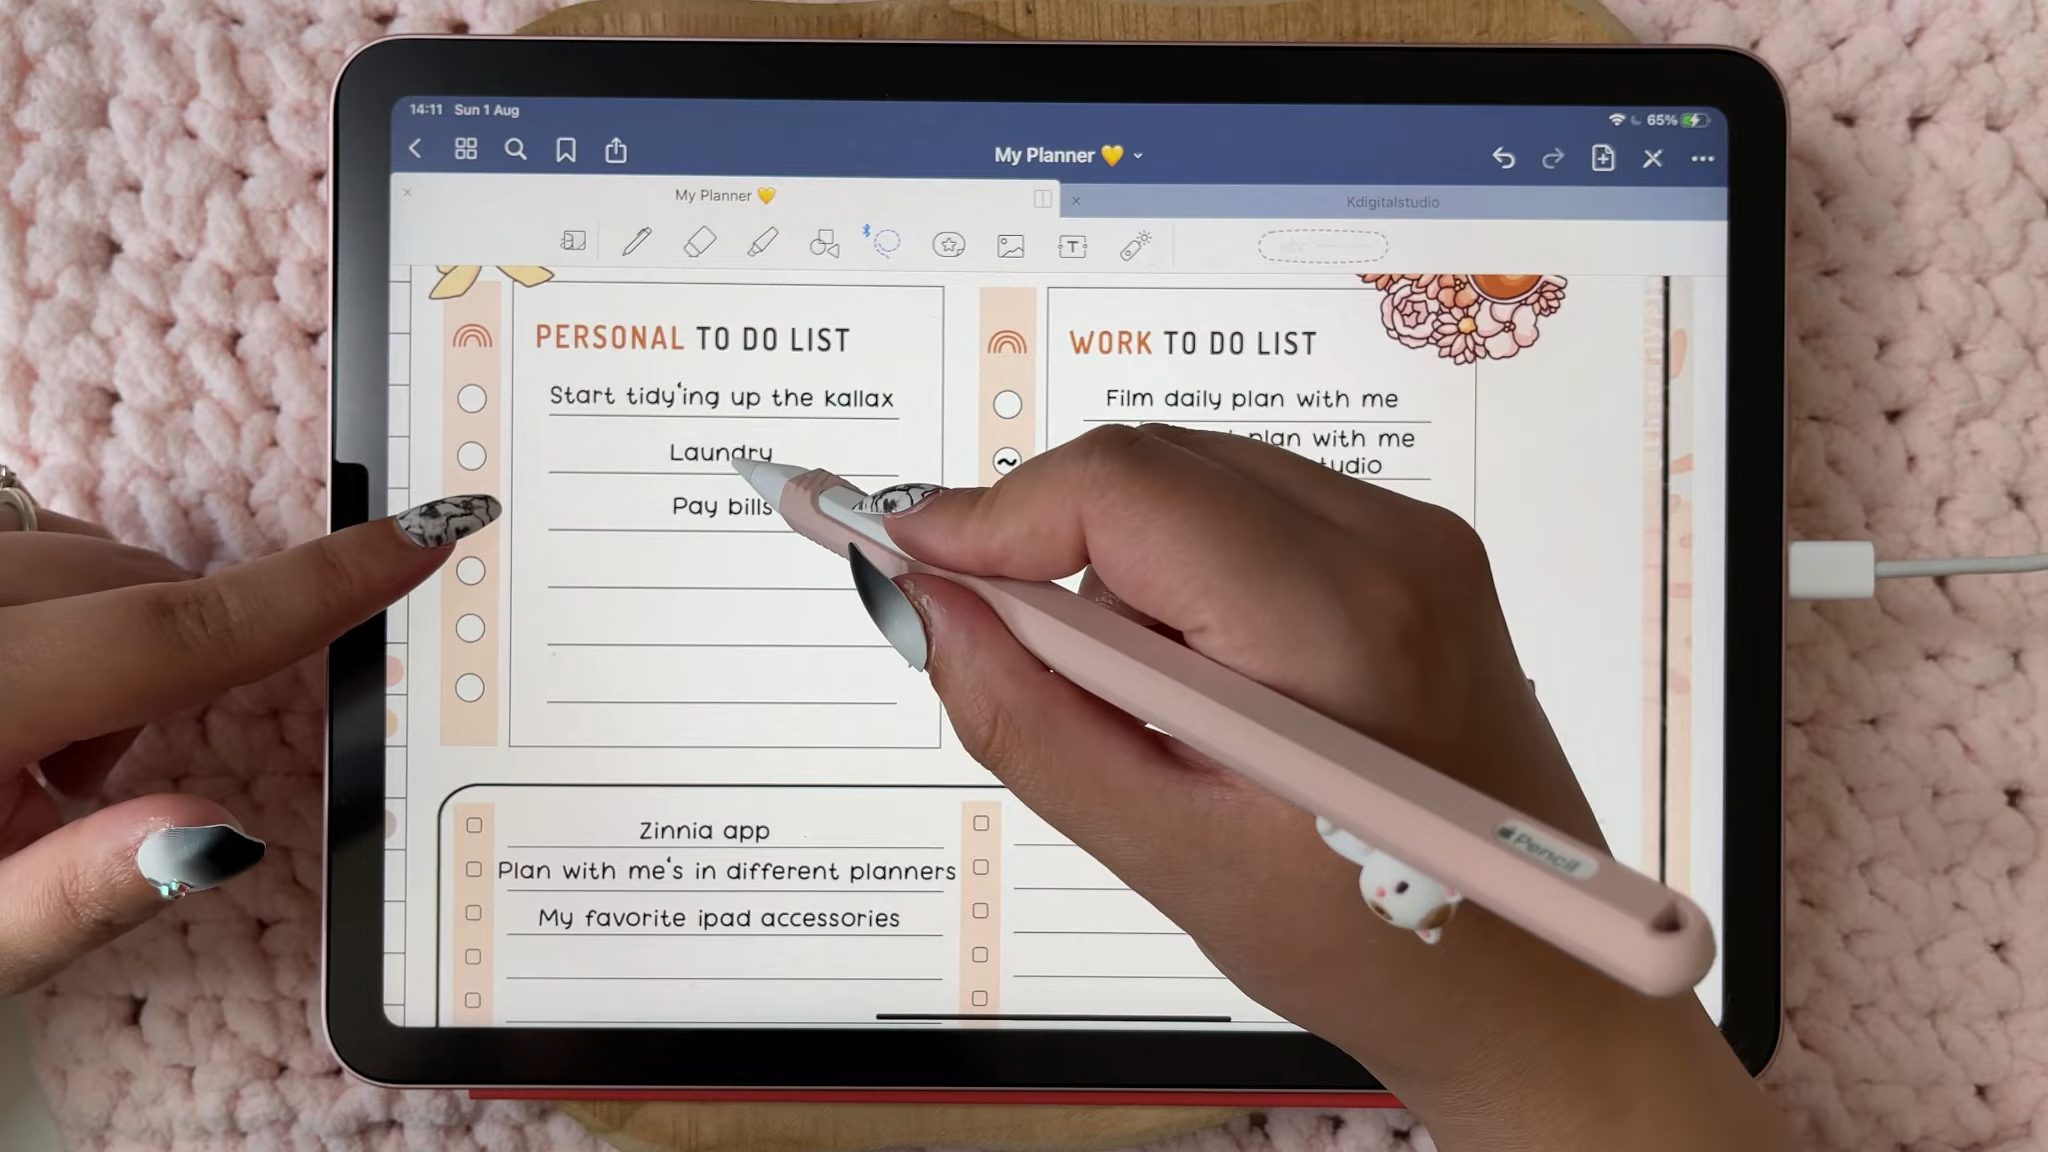 14:11 Sun 1 Aug
65%
My Planner 💛
My Planner 💛
Kdigitalstudio
T
PERSONAL TO DO LIST
Start tidy'ing up the kallax
Laundry
Pay bills
WORK TO DO LIST
Film daily plan with me
plan with me
Zinnia app
Plan with me's in different planners
My favorite ipad accessories
Pencil